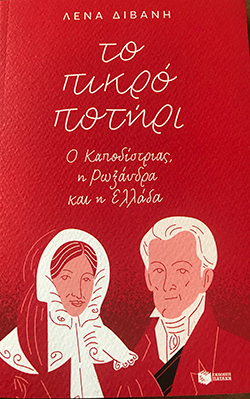 ΛΕΝΑ ΔΙΒΑΝΗ
το
πικρό
ποτήρι
Ο Καποδίστριας,
η Ρωξάνδρα
και η Ελλάδα
ΕΚΔΟΣΕΙΣ
ΠΑΤΑΚΗ